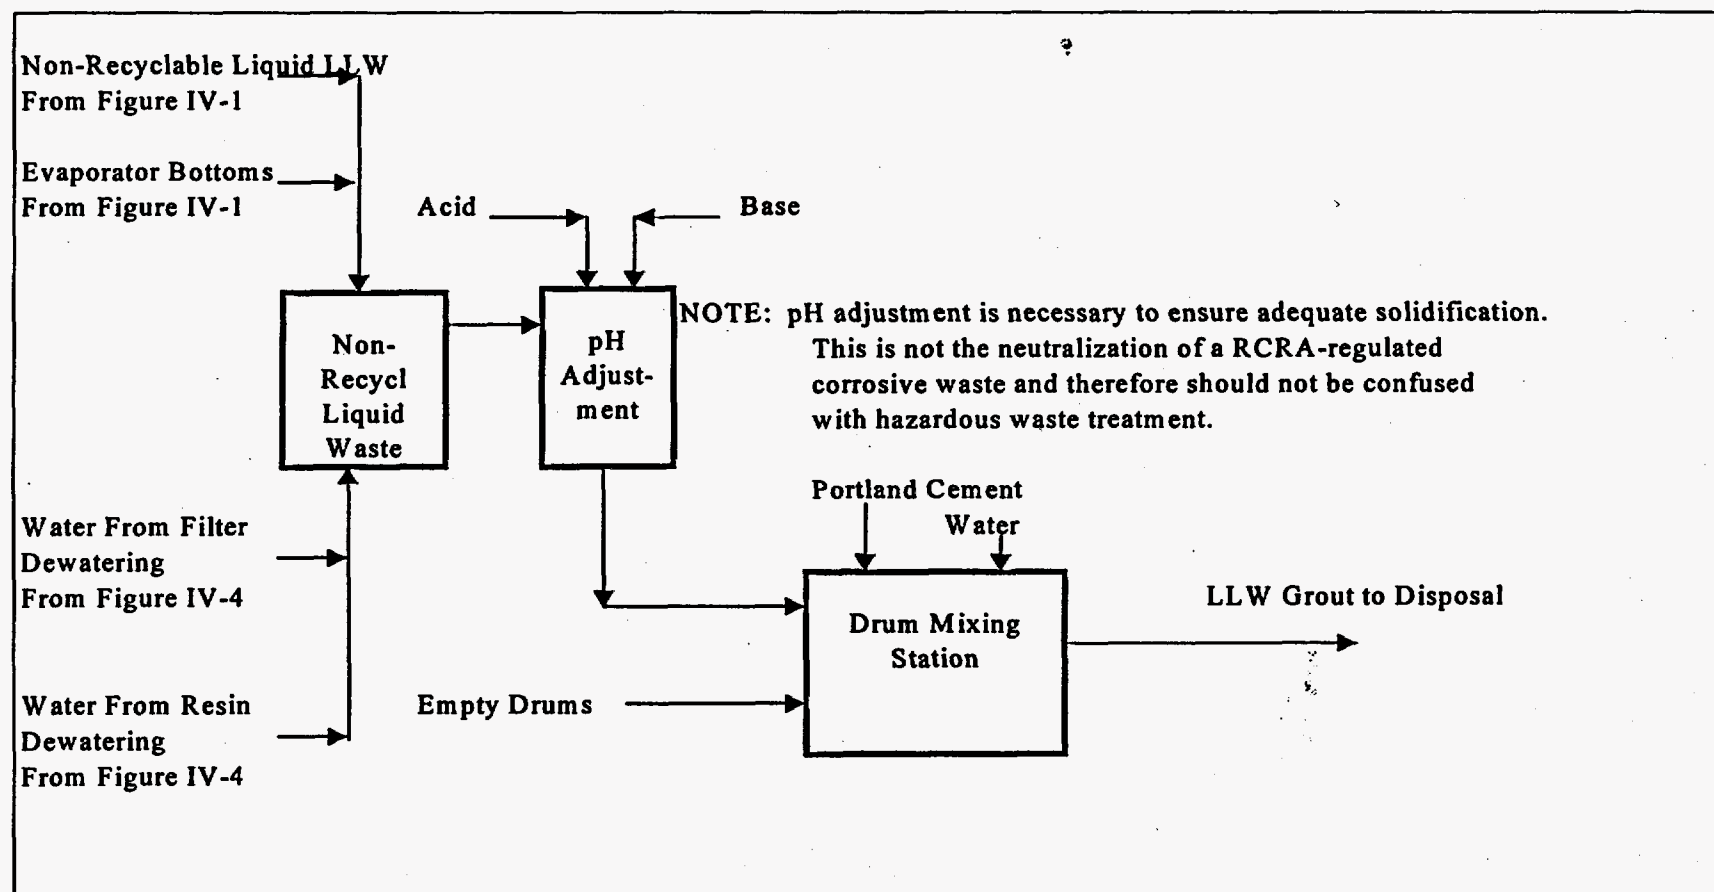 Non-Recyclable Liquid LLW
From Figure IV-1
Evaporator Bottoms
From Figure IV-1
Acid
Base
Non-
Recycl
Liquid
Waste
pH
Adjust-
ment
NOTE: pH adjustment is necessary to ensure adequate solidification.
This is not the neutralization of a RCRA-regulated
corrosive waste and therefore should not be confused
with hazardous waste treatment.
Portland Cement
Water
Water From Filter
Dewatering
From Figure IV-4
Drum Mixing
Station
LLW Grout to Disposal
Water From Resin
Dewatering
From Figure IV-4
Empty Drums